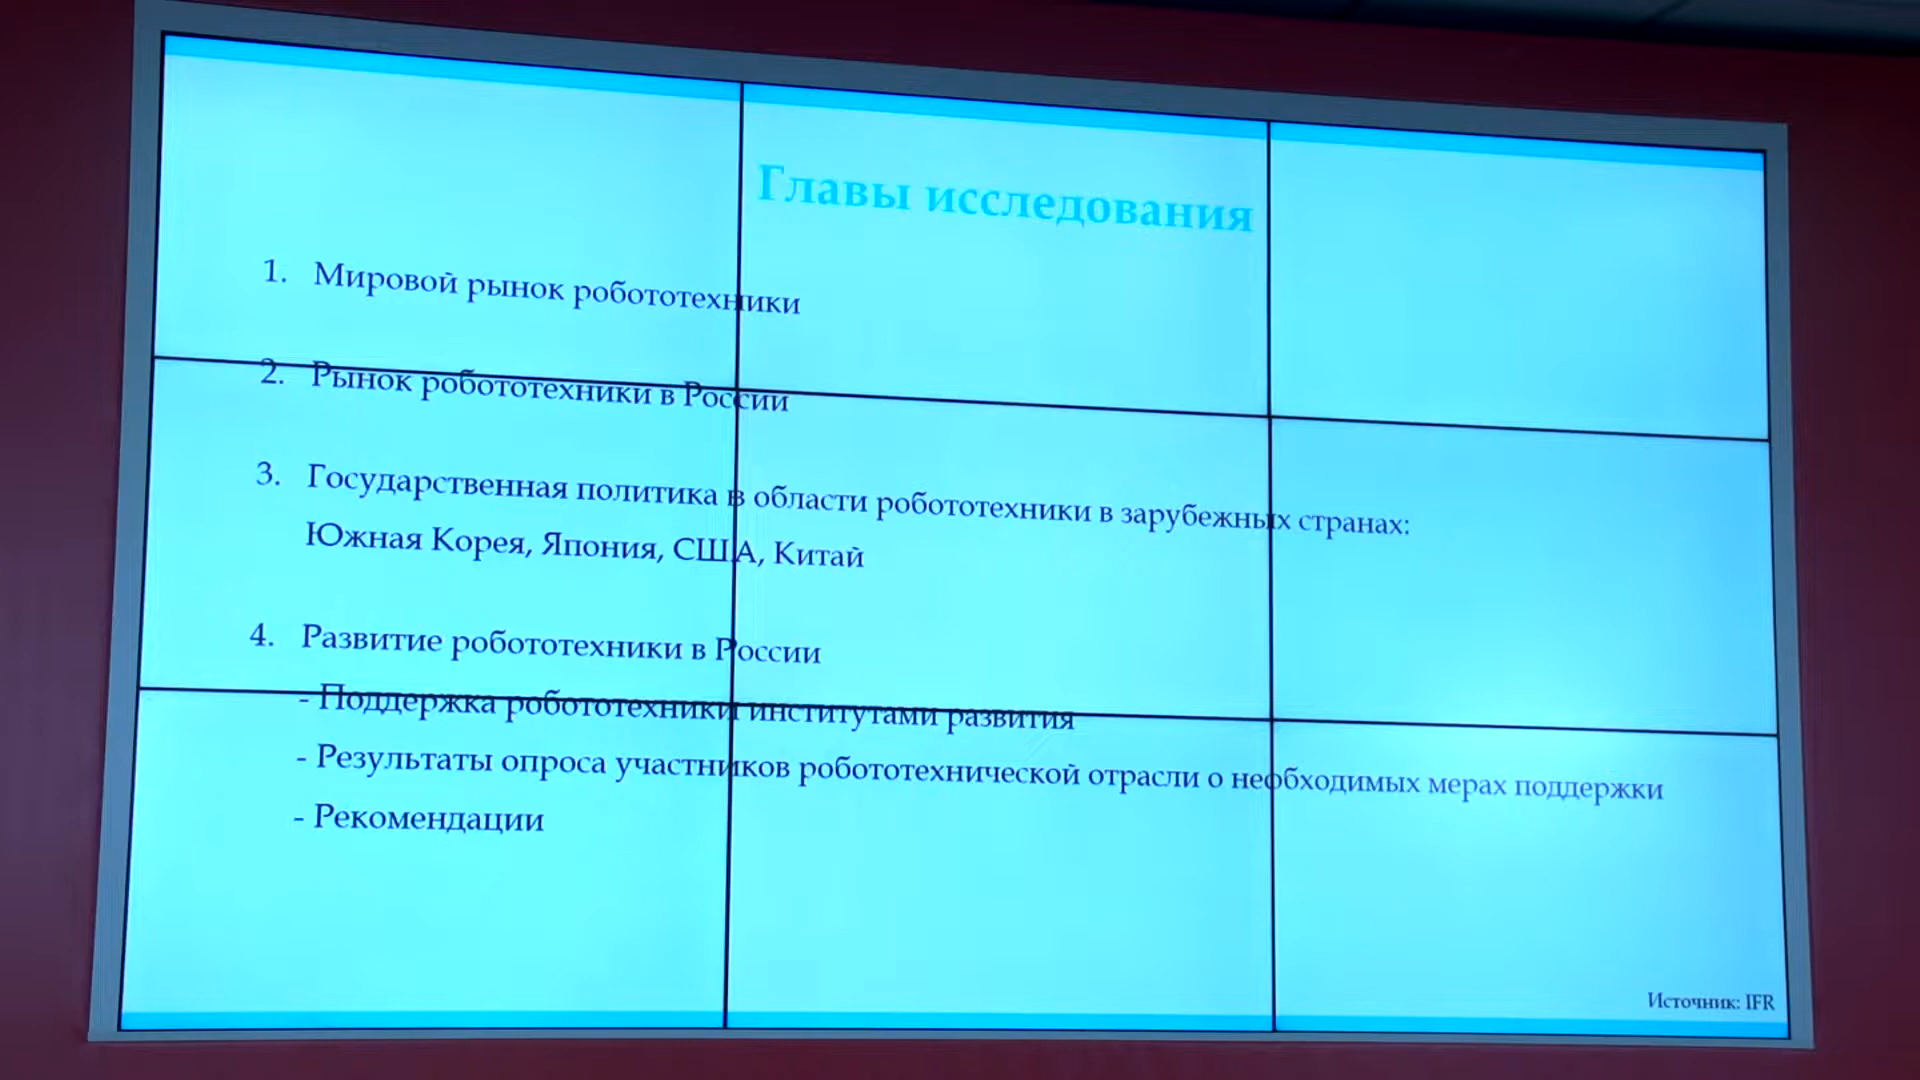 Главы исследования
1. Мировой рынок робототехники
2. Рынок робототехники в России
3. Государственная политика в области робототехники в зарубежных странах:
Южная Корея, Япония, США, Китай
4. Развитие робототехники в России
- Поддержка робототехники институтами развития
- Результаты опроса участников робототехнической отрасли о необходимых мерах поддержки
- Рекомендации
Источник: IFR